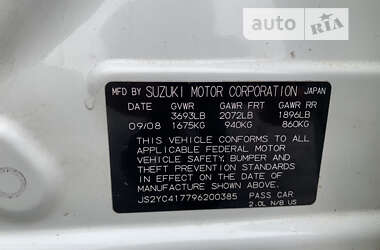 auto RIA
MFD BY SUZUKI MOTOR CORPORATION JAPAN
DATE GVWR GAWR FRT GAWR RR
3693LB 2072LB 1896LB
09/08 1675KG 940KG 860KG
THIS VEHICLE CONFORMS TO ALL
APPLICABLE FEDERAL MOTOR
VEHICLE SAFETY, BUMPER AND
THEFT PREVENTION STANDARDS
IN EFFECT ON THE DATE OF
MANUFACTURE SHOWN ABOVE.
JS2YC417796200385 PASS CAR
2.0L N/B US